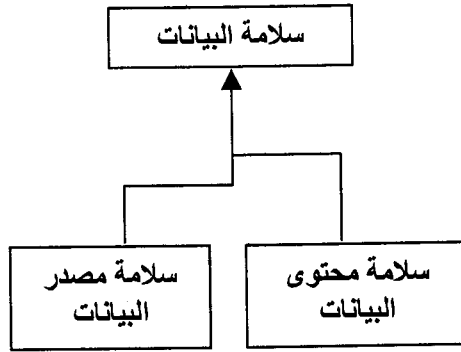 سلامة البيانات
سلامة محتوى
البيانات
سلامة مصدر
البيانات